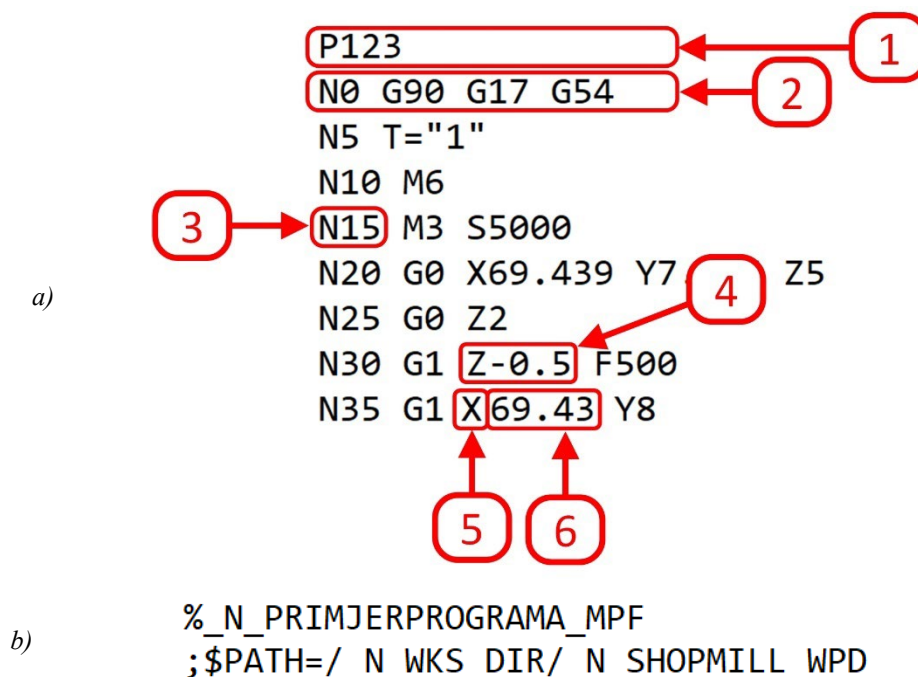 P123 1
N0 G90 G17 G54 2
N5 T="1"
N10 M6
3 N15 M3 S5000
N20 G0 X69.439 Y7 4 Z5
a)
N25 G0 Z2
N30 G1 Z-0.5 F500
N35 G1 X69.43 Y8
5 6
%_N_PRIMJERPROGRAMA_MPF
b)
;$PATH=/ N WKS DIR/ N SHOPMILL WPD